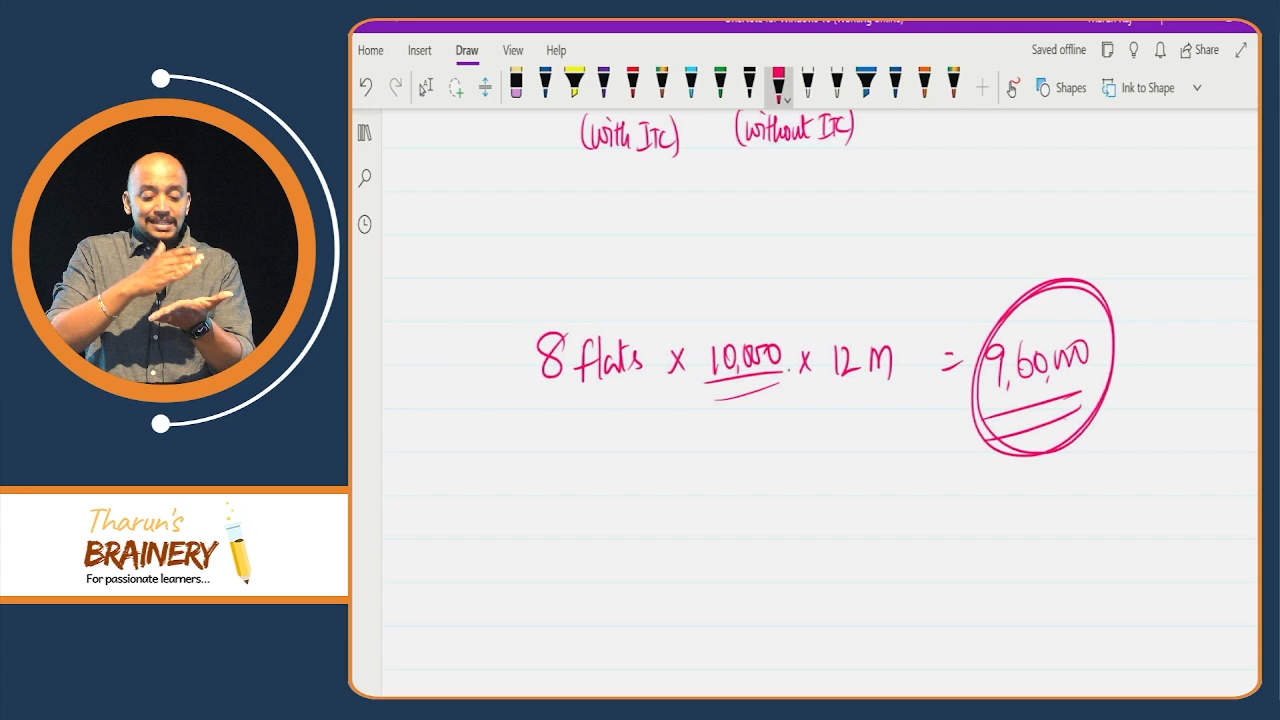 Home Insert Draw View Help Saved offline Share
Shapes Ink to Shape
(with ITC) (without ITC)
8 flats x 10,000 x 12 M = 9,60,000
Tharun's
BRAINERY
For passionate learners...